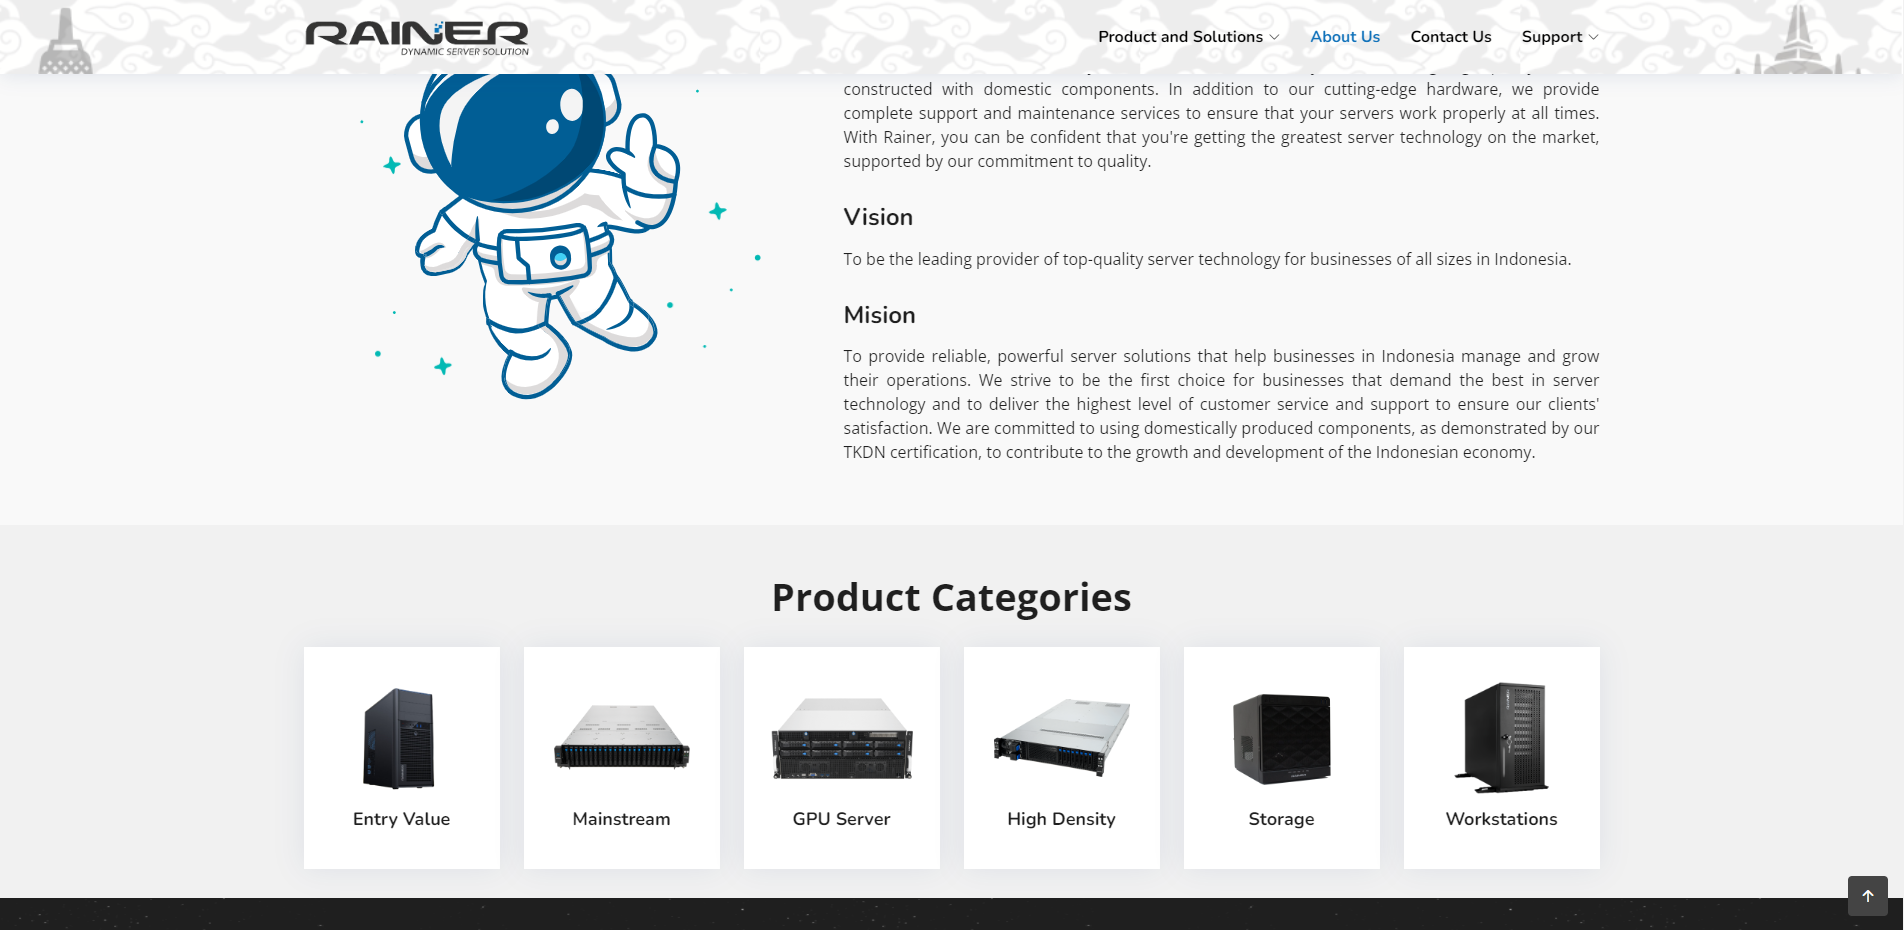 RAINER
DYNAMIC SERVER SOLUTION
Product and Solutions
About Us
Contact Us
Support
constructed with domestic components. In addition to our cutting-edge hardware, we provide
complete support and maintenance services to ensure that your servers work properly at all times.
With Rainer, you can be confident that you're getting the greatest server technology on the market,
supported by our commitment to quality.
Vision
To be the leading provider of top-quality server technology for businesses of all sizes in Indonesia.
Mision
To provide reliable, powerful server solutions that help businesses in Indonesia manage and grow
their operations. We strive to be the first choice for businesses that demand the best in server
technology and to deliver the highest level of customer service and support to ensure our clients'
satisfaction. We are committed to using domestically produced components, as demonstrated by our
TKDN certification, to contribute to the growth and development of the Indonesian economy.
Product Categories
Entry Value
Mainstream
GPU Server
High Density
Storage
Workstations